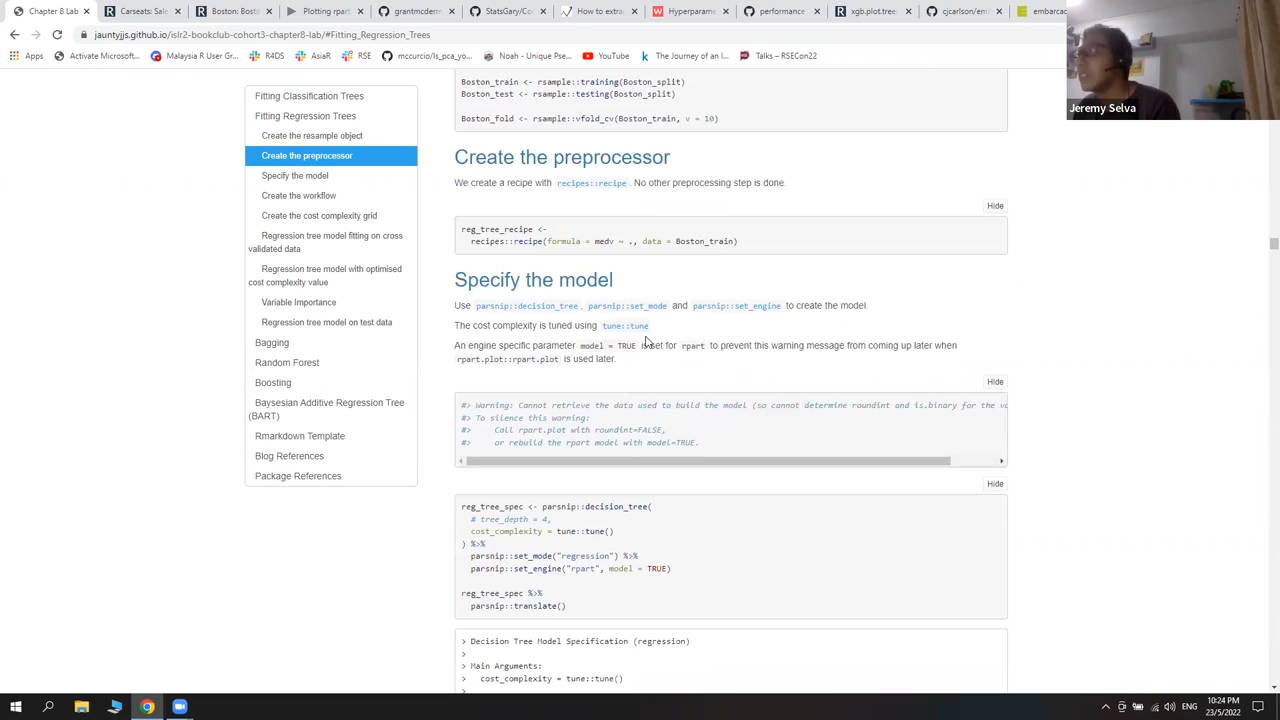 Chapter 8 Lab
Carseats: Sale
Boston: Boston
Plotting rpart
grantmcderm
StatsGary/Co
How to extrac
Hyperparame
performance
xgb.plot.tree
cjcarlson/em
embarcad
jauntyjjs.github.io/islr2-bookclub-cohort3-chapter8-lab/#Fitting_Regression_Trees
Apps
Activate Microsoft...
Malaysia R User Gr...
R4DS
AsiaR
RSE
mccurcio/ls_pca_yo...
Noah - Unique Pse...
YouTube
The Journey of an I...
Talks – RSECon22
Jeremy Selva
Fitting Classification Trees
Fitting Regression Trees
Create the resample object
Create the preprocessor
Specify the model
Create the workflow
Create the cost complexity grid
Regression tree model fitting on cross
validated data
Regression tree model with optimised
cost complexity value
Variable Importance
Regression tree model on test data
Bagging
Random Forest
Boosting
Baysesian Additive Regression Tree
(BART)
Rmarkdown Template
Blog References
Package References
Boston_train <- rsample::training(Boston_split)
Boston_test <- rsample::testing(Boston_split)
Boston_fold <- rsample::vfold_cv(Boston_train, v = 10)
Create the preprocessor
We create a recipe with recipes::recipe. No other preprocessing step is done.
Hide
reg_tree_recipe <-
recipes::recipe(formula = medv ~ ., data = Boston_train)
Specify the model
Use parsnip::decision_tree, parsnip::set_mode and parsnip::set_engine to create the model.
The cost complexity is tuned using tune::tune
An engine specific parameter model = TRUE is set for rpart to prevent this warning message from coming up later when
rpart.plot::rpart.plot is used later.
Hide
#> Warning: Cannot retrieve the data used to build the model (so cannot determine roundint and is.binary for the va
#> To silence this warning:
#> Call rpart.plot with roundint=FALSE,
#> or rebuild the rpart model with model=TRUE.
Hide
reg_tree_spec <- parsnip::decision_tree(
# tree_depth = 4,
cost_complexity = tune::tune()
) %>%
parsnip::set_mode("regression") %>%
parsnip::set_engine("rpart", model = TRUE)
reg_tree_spec %>%
parsnip::translate()
> Decision Tree Model Specification (regression)
>
> Main Arguments:
> cost_complexity = tune::tune()
>
ENG
10:24 PM
23/5/2022